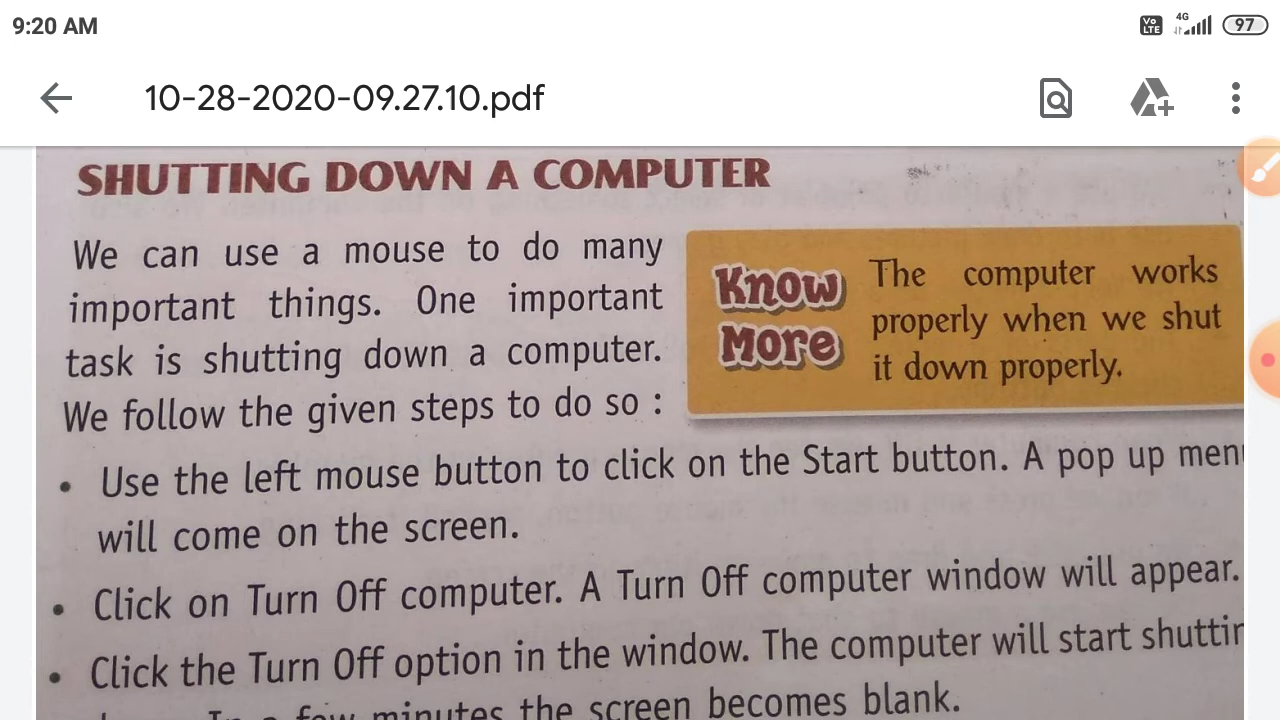 9:20 AM
Vo LTE 4G 97
10-28-2020-09.27.10.pdf
SHUTTING DOWN A COMPUTER
We can use a mouse to do many
important things. One important
task is shutting down a computer.
We follow the given steps to do so :
Know
More
The computer works
properly when we shut
it down properly.
• Use the left mouse button to click on the Start button. A pop up men
will come on the screen.
• Click on Turn Off computer. A Turn Off computer window will appear.
• Click the Turn Off option in the window. The computer will start shuttin
In a few minutes the screen becomes blank.